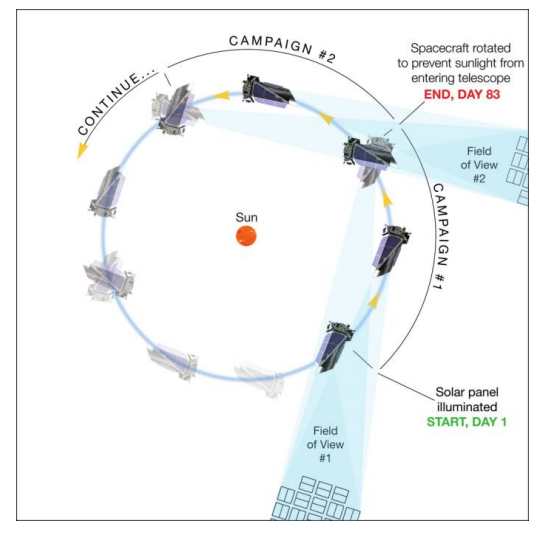 CAMPAIGN #2
CONTINUE...
Spacecraft rotated
to prevent sunlight from
entering telescope
END, DAY 83
Field
of View
#2
CAMPAIGN #1
Sun
Solar panel
illuminated
START, DAY 1
Field
of View
#1